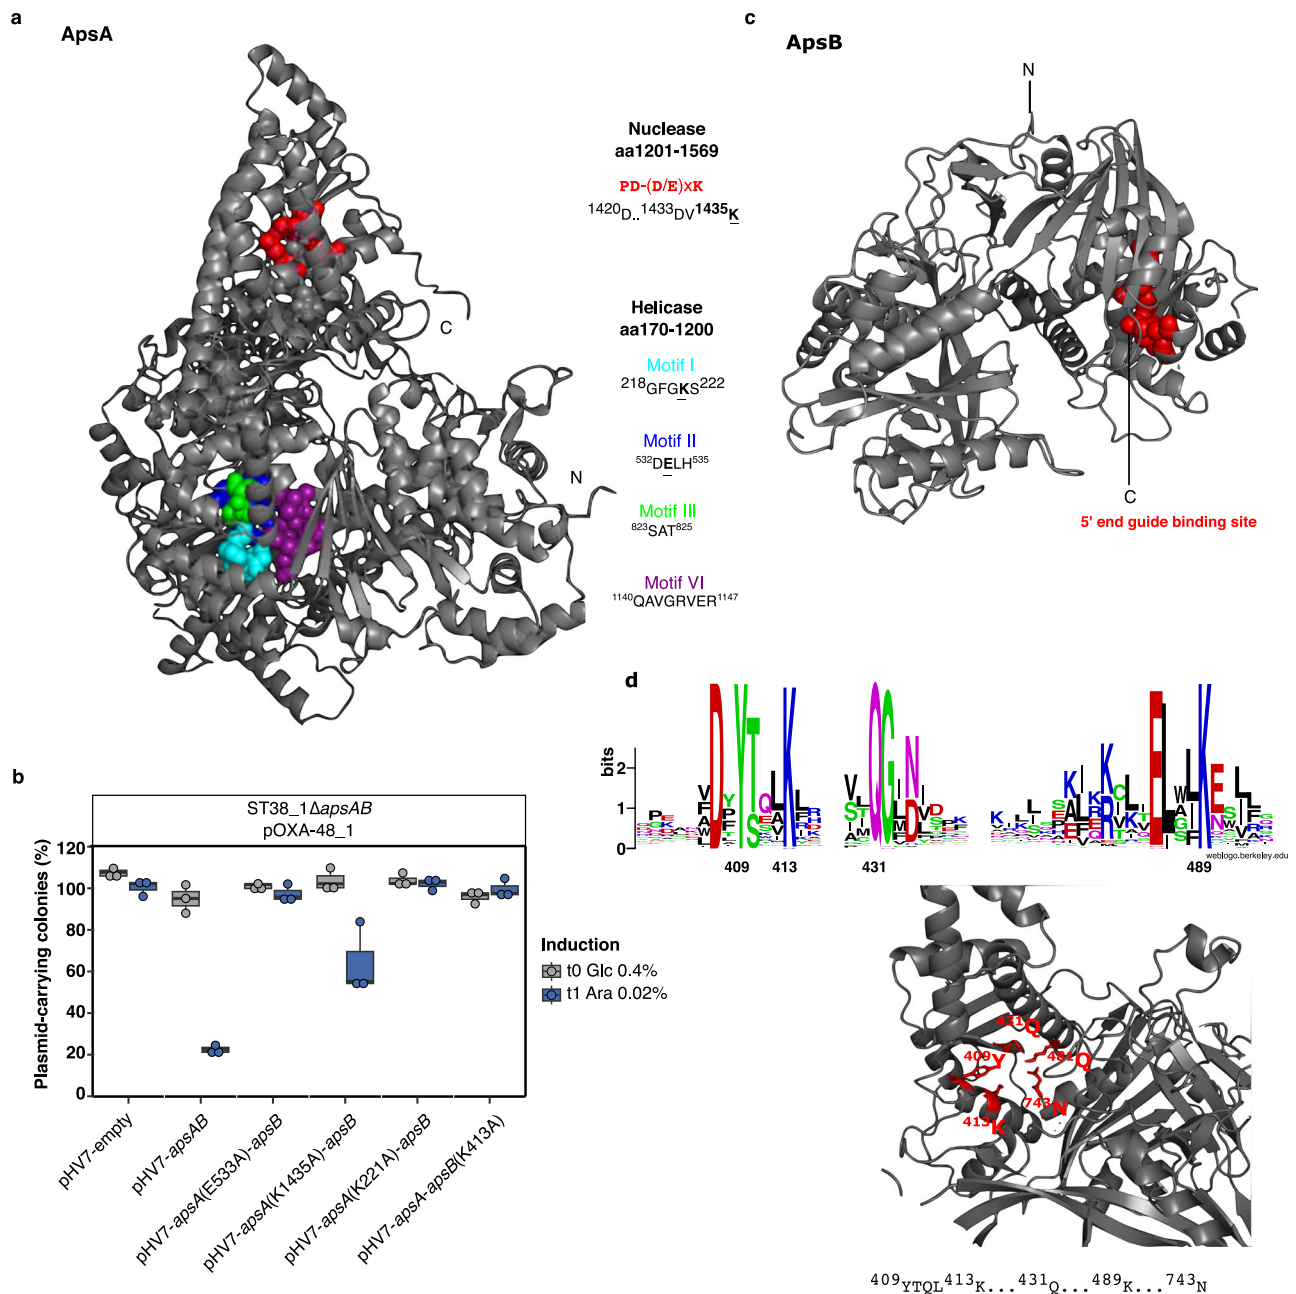 a
ApsA
Nuclease
aa1201-1569
PD-(D/E)xK
1420D.. 1433DV1435K
Helicase
aa170-1200
Motif I
218GFGKS222
Motif II
532DELH535
Motif III
823SAT825
Motif VI
1140QAVGRVER1147
C
N
c
ApsB
N
C
5' end guide binding site
b
ST38_1ΔapsAB
pOXA-48_1
Plasmid-carrying colonies (%)
120
100
80
60
40
20
0
pHV7-empty
pHV7-apsAB
pHV7-apsA(E533A)-apsB
pHV7-apsA(K1435A)-apsB
pHV7-apsA(K221A)-apsB
pHV7-apsA-apsB(K413A)
Induction
t0 Glc 0.4%
t1 Ara 0.02%
d
bits
2
1
0
409 413 431 489
weblogo.berkeley.edu
431Q
409Y
481Q
743N
413K
409YTQL413K...431Q...489K...743N